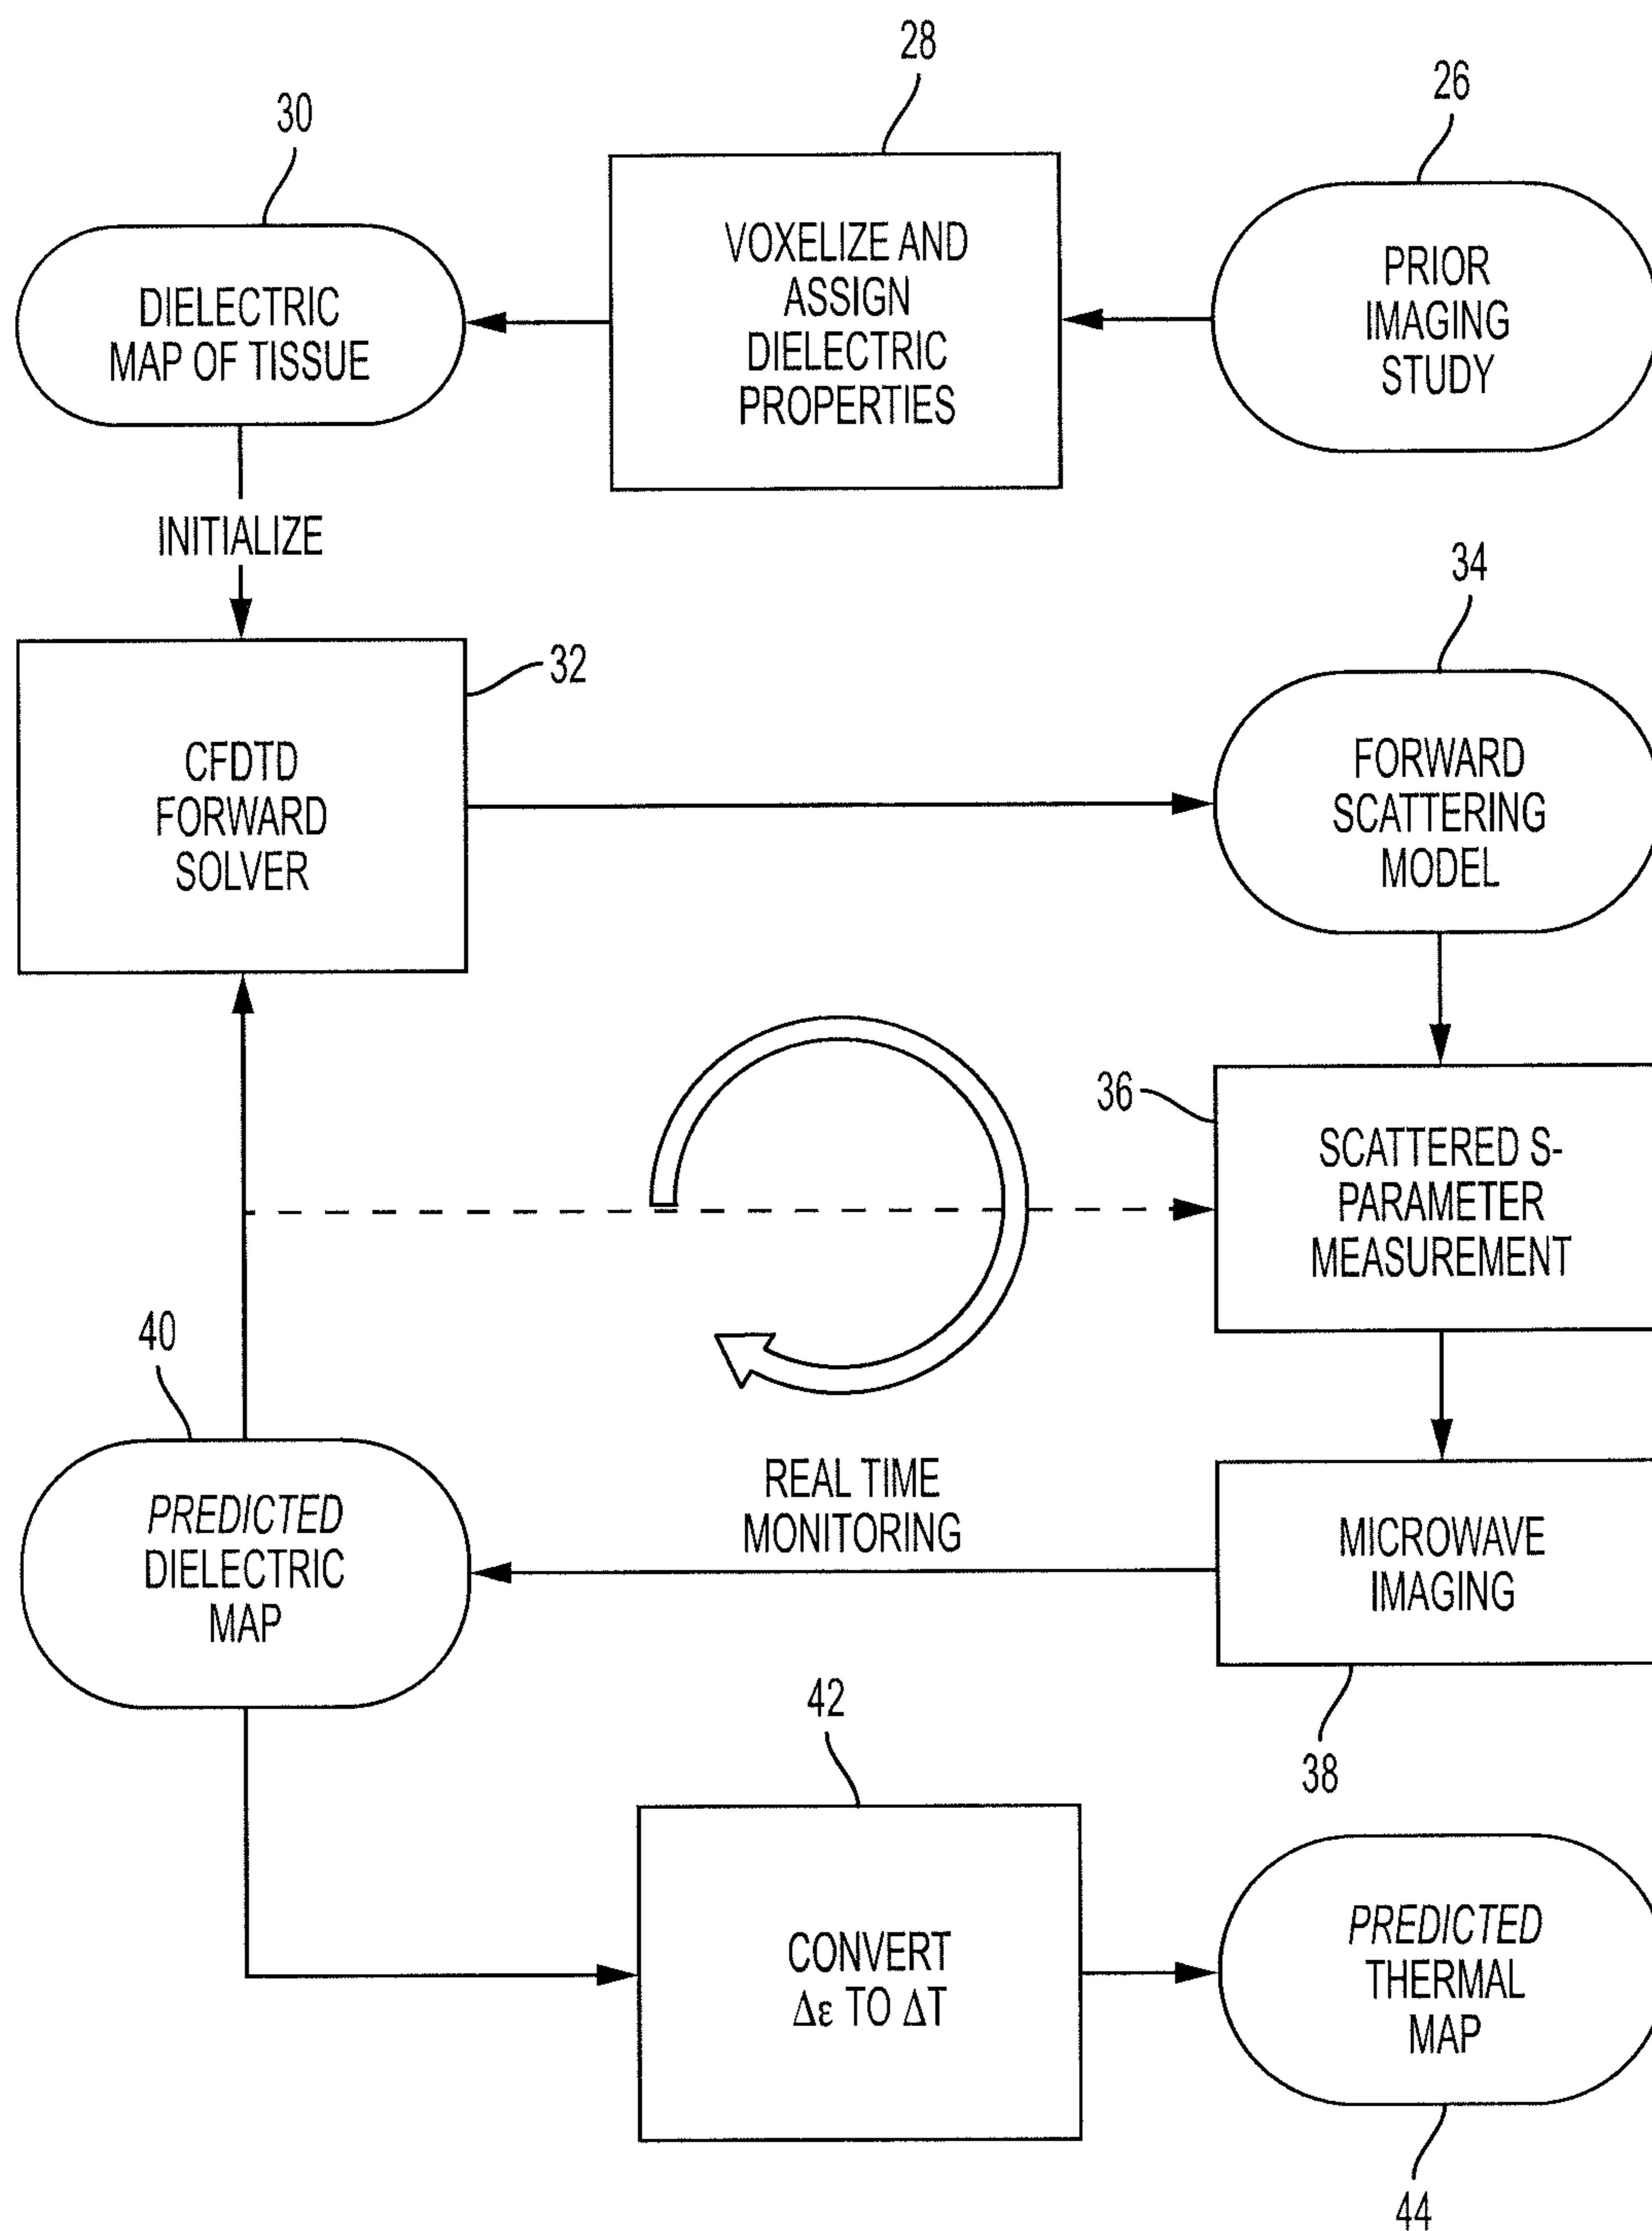 28
26
30
VOXELIZE AND
ASSIGN
DIELECTRIC
PROPERTIES
PRIOR
IMAGING
STUDY
DIELECTRIC
MAP OF TISSUE
INITIALIZE
34
32
CFDTD
FORWARD
SOLVER
FORWARD
SCATTERING
MODEL
36
SCATTERED S-
PARAMETER
MEASUREMENT
40
REAL TIME
MONITORING
PREDICTED
DIELECTRIC
MAP
MICROWAVE
IMAGING
42
38
CONVERT
Δε TO ΔT
PREDICTED
THERMAL
MAP
44